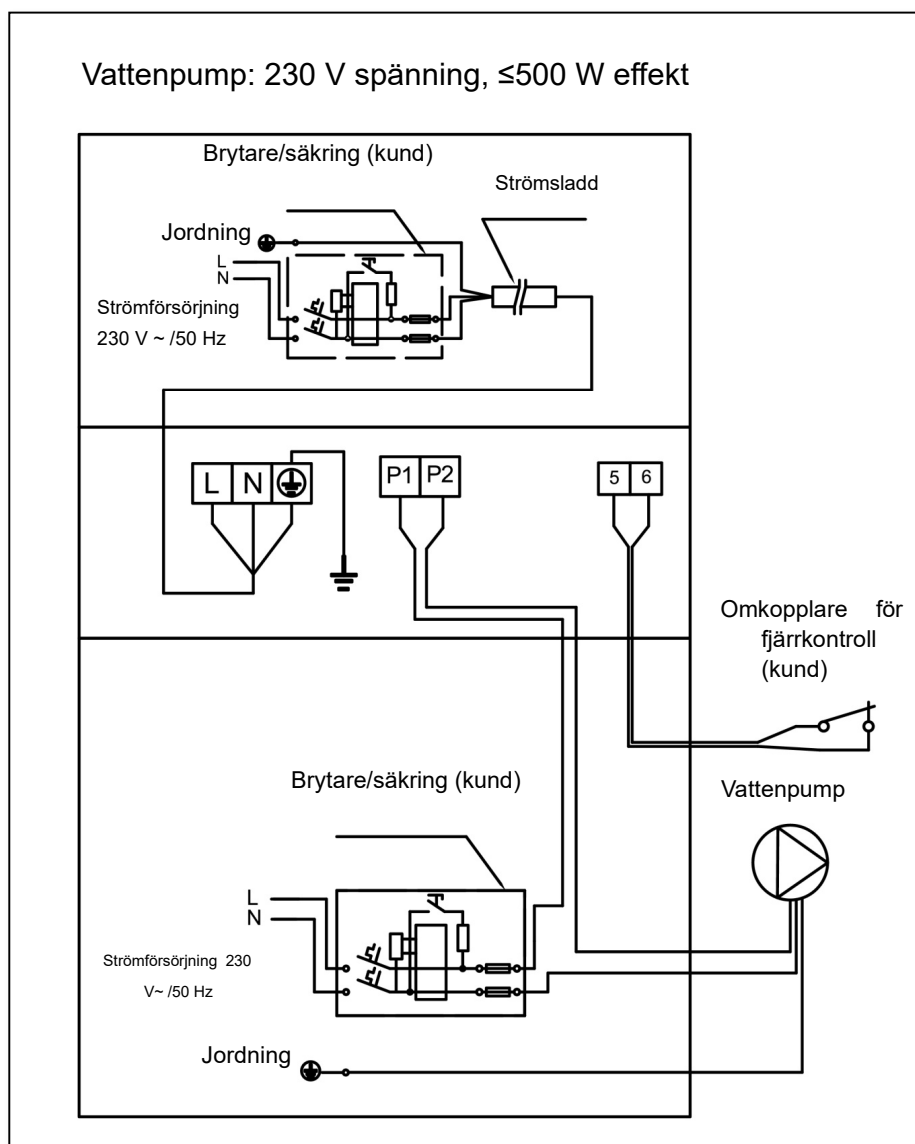 Vattenpump: 230 V spänning, ≤500 W effekt
Brytare/säkring (kund)
Strömsladd
Jordning
L
N
Strömförsörjning
230 V ~ /50 Hz
L N
P1 P2
5 6
Omkopplare för
fjärrkontroll
(kund)
Brytare/säkring (kund)
Vattenpump
L
N
Strömförsörjning 230
V~ /50 Hz
Jordning